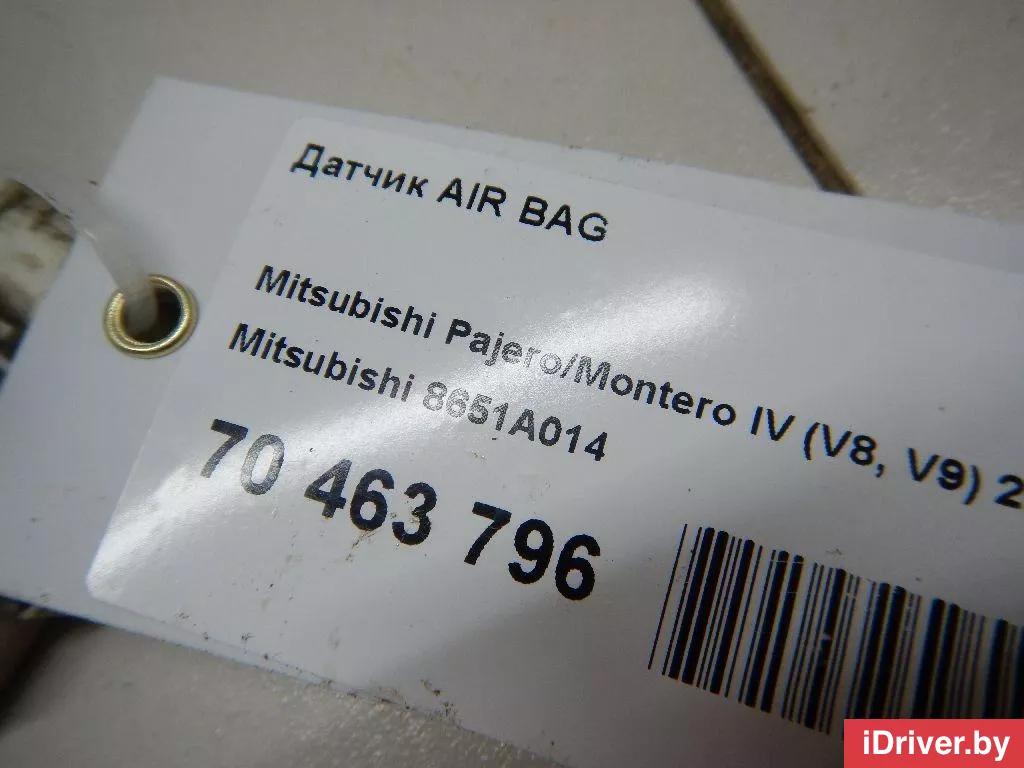 Датчик AIR BAG
Mitsubishi Pajero/Montero IV (V8, V9) 2
Mitsubishi 8651A014
70 463 796
iDriver.by